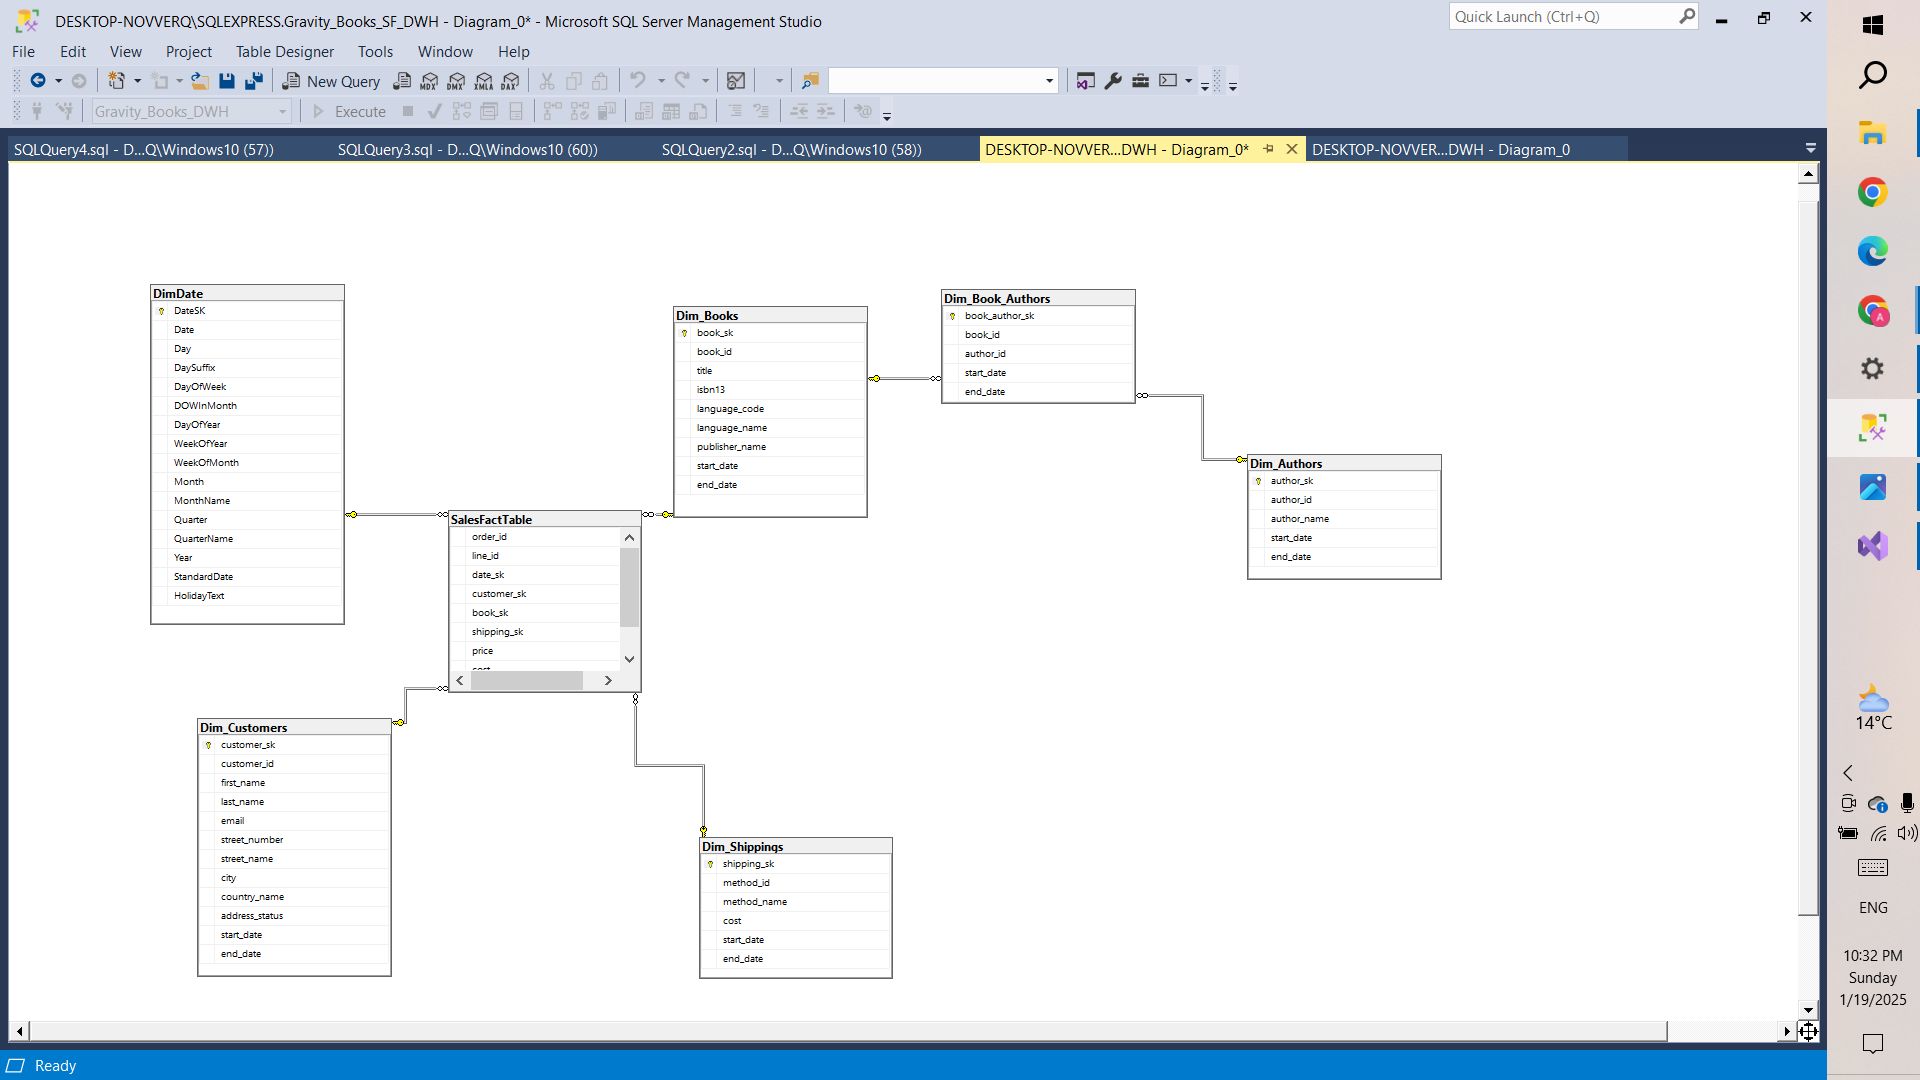 DESKTOP-NOVVERQ\SQLEXPRESS.Gravity_Books_SF_DWH - Diagram_0* - Microsoft SQL Server Management Studio
Quick Launch (Ctrl+Q)
File Edit View Project Table Designer Tools Window Help
New Query MDX DMX XMLA DAX
Gravity_Books_DWH Execute
SQLQuery4.sql - D...Q\Windows10 (57)) SQLQuery3.sql - D...Q\Windows10 (60)) SQLQuery2.sql - D...Q\Windows10 (58)) DESKTOP-NOVVER...DWH - Diagram_0* DESKTOP-NOVVER...DWH - Diagram_0
DimDate
DateSK
Date
Day
DaySuffix
DayOfWeek
DOWInMonth
DayOfYear
WeekOfYear
WeekOfMonth
Month
MonthName
Quarter
QuarterName
Year
StandardDate
HolidayText
SalesFactTable
order_id
line_id
date_sk
customer_sk
book_sk
shipping_sk
price
cost
Dim_Books
book_sk
book_id
title
isbn13
language_code
language_name
publisher_name
start_date
end_date
Dim_Book_Authors
book_author_sk
book_id
author_id
start_date
end_date
Dim_Authors
author_sk
author_id
author_name
start_date
end_date
Dim_Customers
customer_sk
customer_id
first_name
last_name
email
street_number
street_name
city
country_name
address_status
start_date
end_date
Dim_Shippings
shipping_sk
method_id
method_name
cost
start_date
end_date
Ready
A
14°C
ENG
10:32 PM
Sunday
1/19/2025